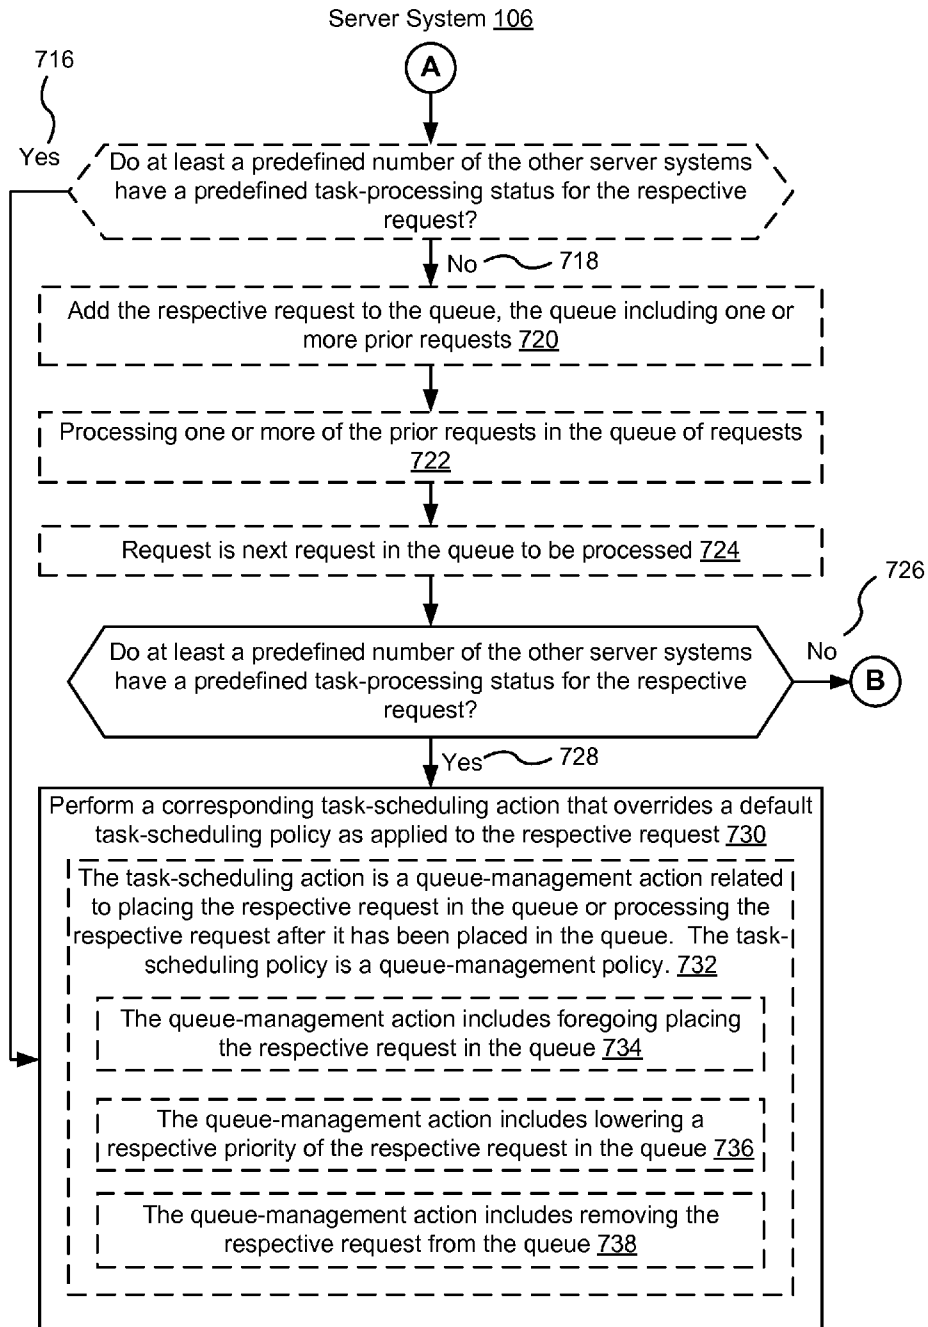 Server System 106
A
716
Yes
Do at least a predefined number of the other server systems
have a predefined task-processing status for the respective
request?
No
718
Add the respective request to the queue, the queue including one or
more prior requests 720
Processing one or more of the prior requests in the queue of requests
722
Request is next request in the queue to be processed 724
726
Do at least a predefined number of the other server systems
have a predefined task-processing status for the respective
request?
No
B
Yes
728
Perform a corresponding task-scheduling action that overrides a default
task-scheduling policy as applied to the respective request 730
The task-scheduling action is a queue-management action related
to placing the respective request in the queue or processing the
respective request after it has been placed in the queue. The task-
scheduling policy is a queue-management policy. 732
The queue-management action includes foregoing placing
the respective request in the queue 734
The queue-management action includes lowering a
respective priority of the respective request in the queue 736
The queue-management action includes removing the
respective request from the queue 738